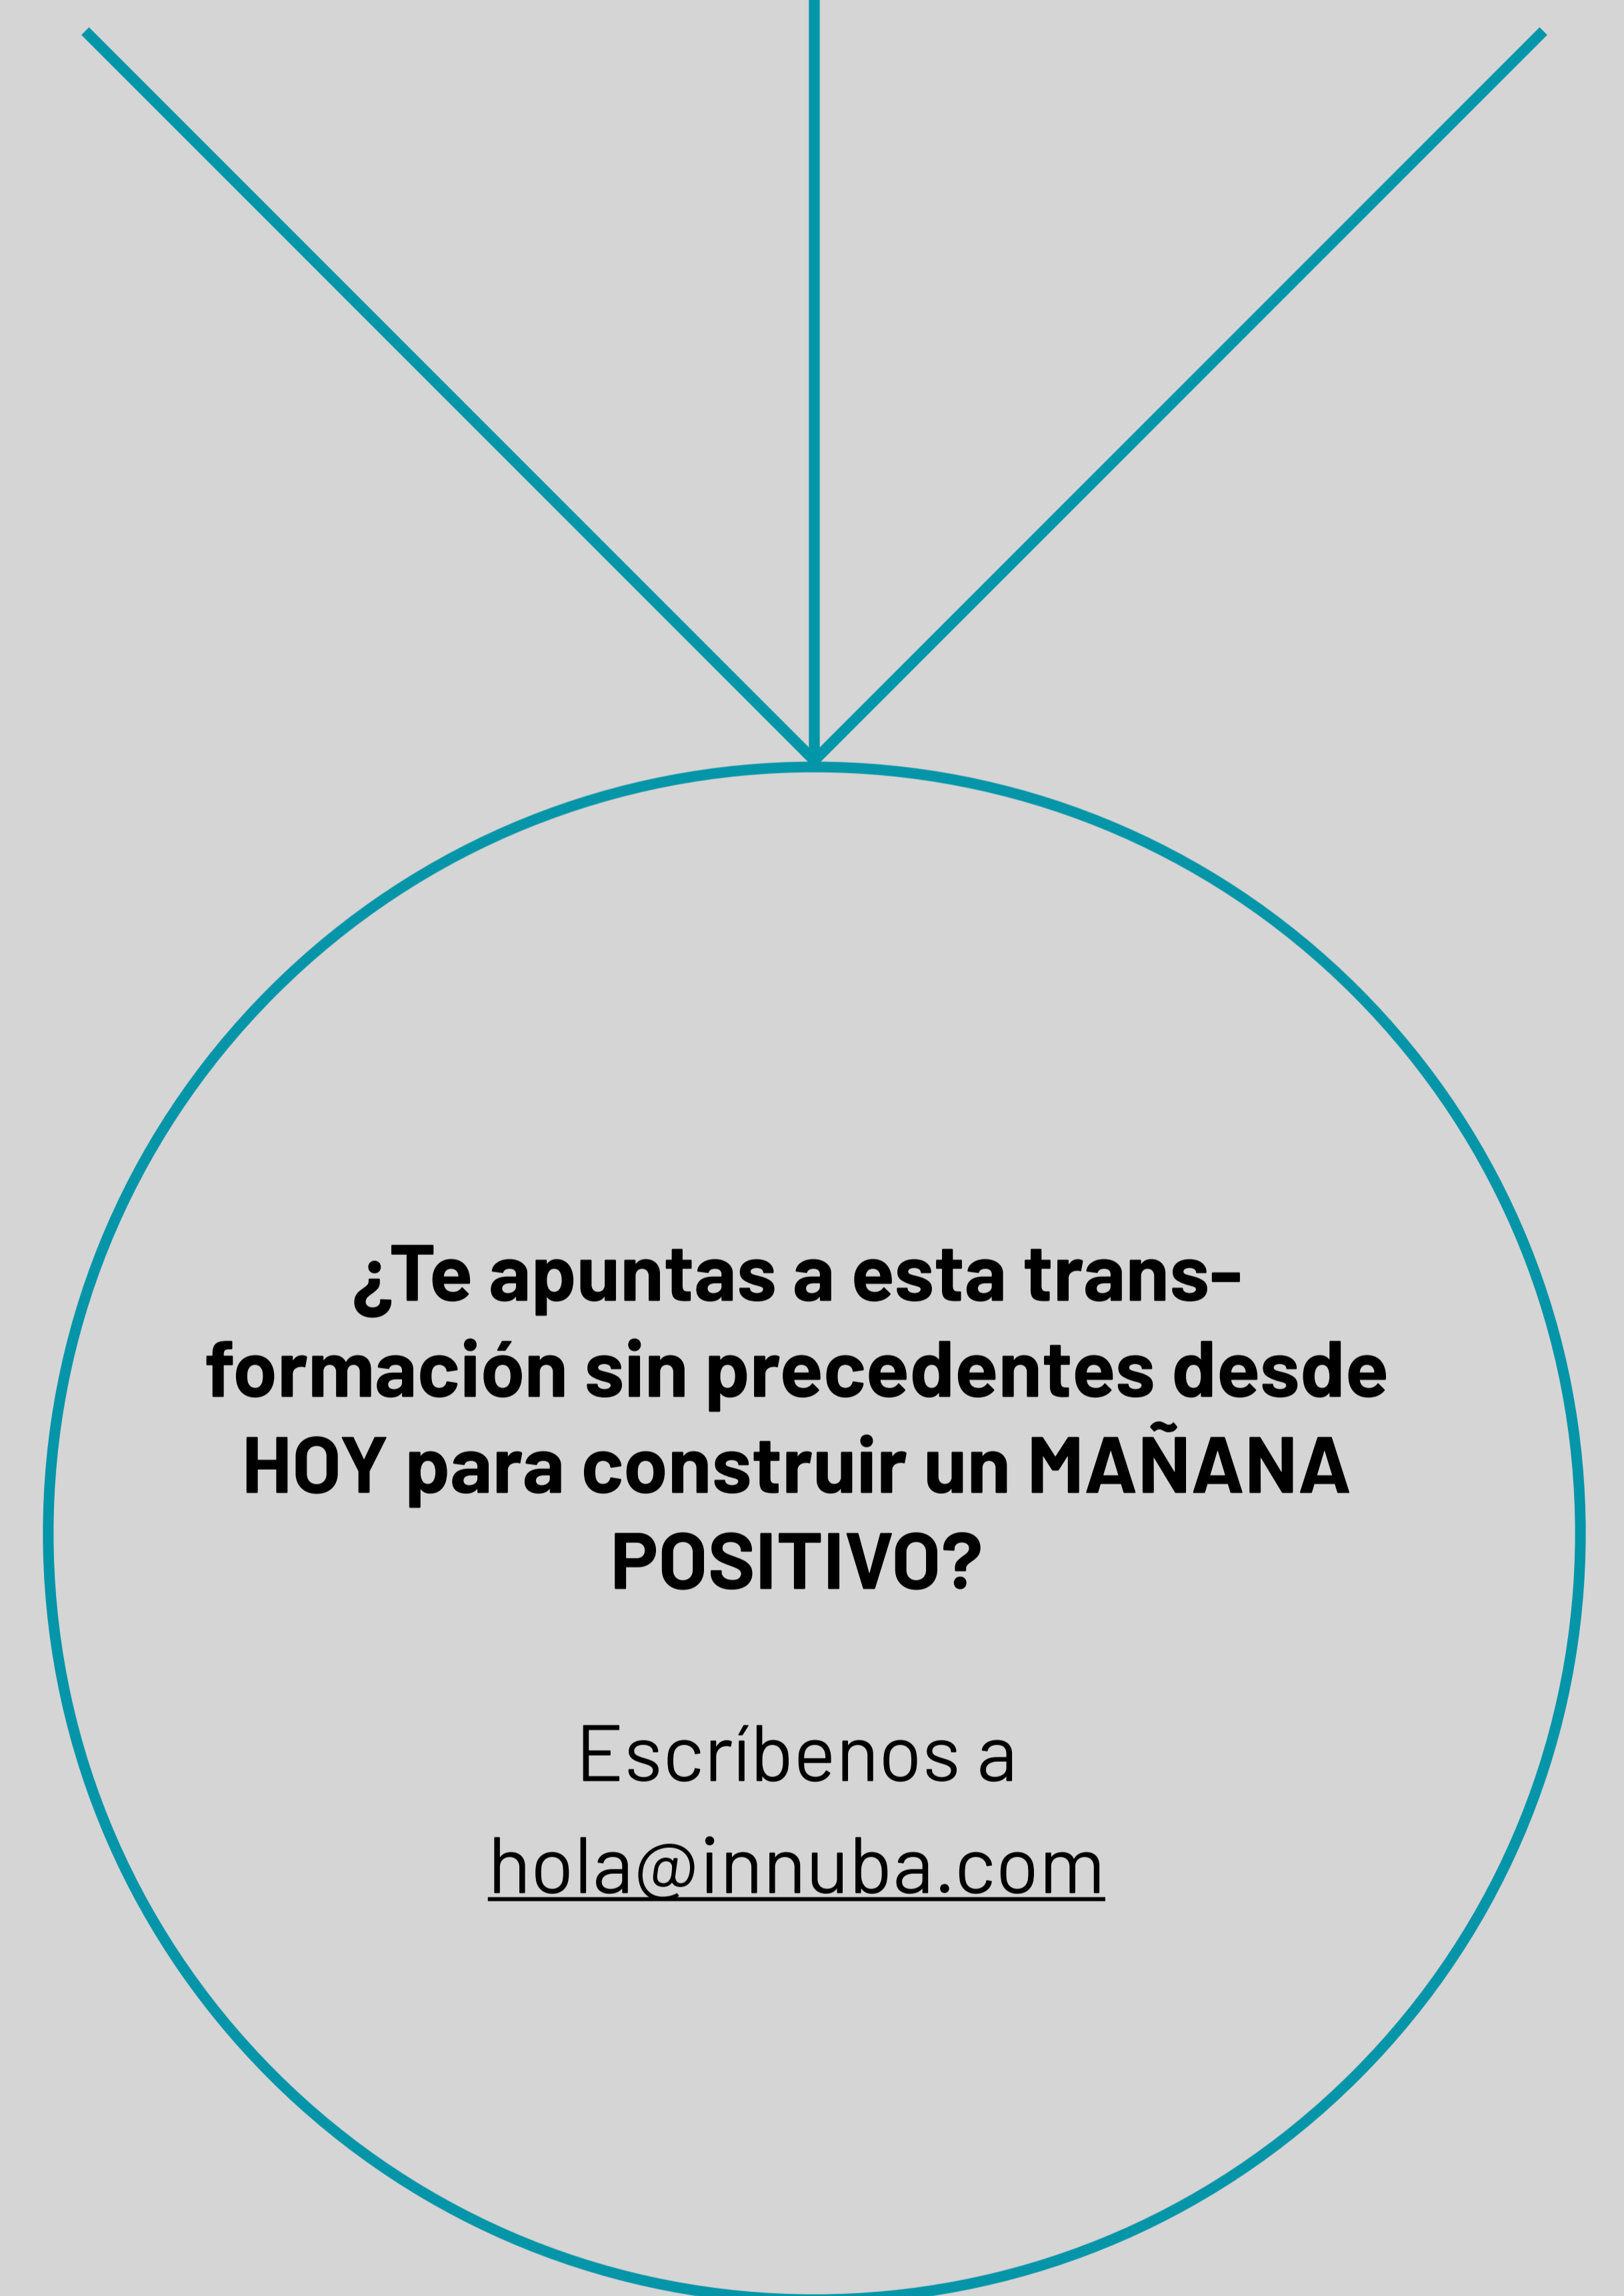 ¿Te apuntas a esta trans-
formación sin precedentes desde
HOY para construir un MAÑANA
POSITIVO?
Escríbenos a
hola@innuba.com